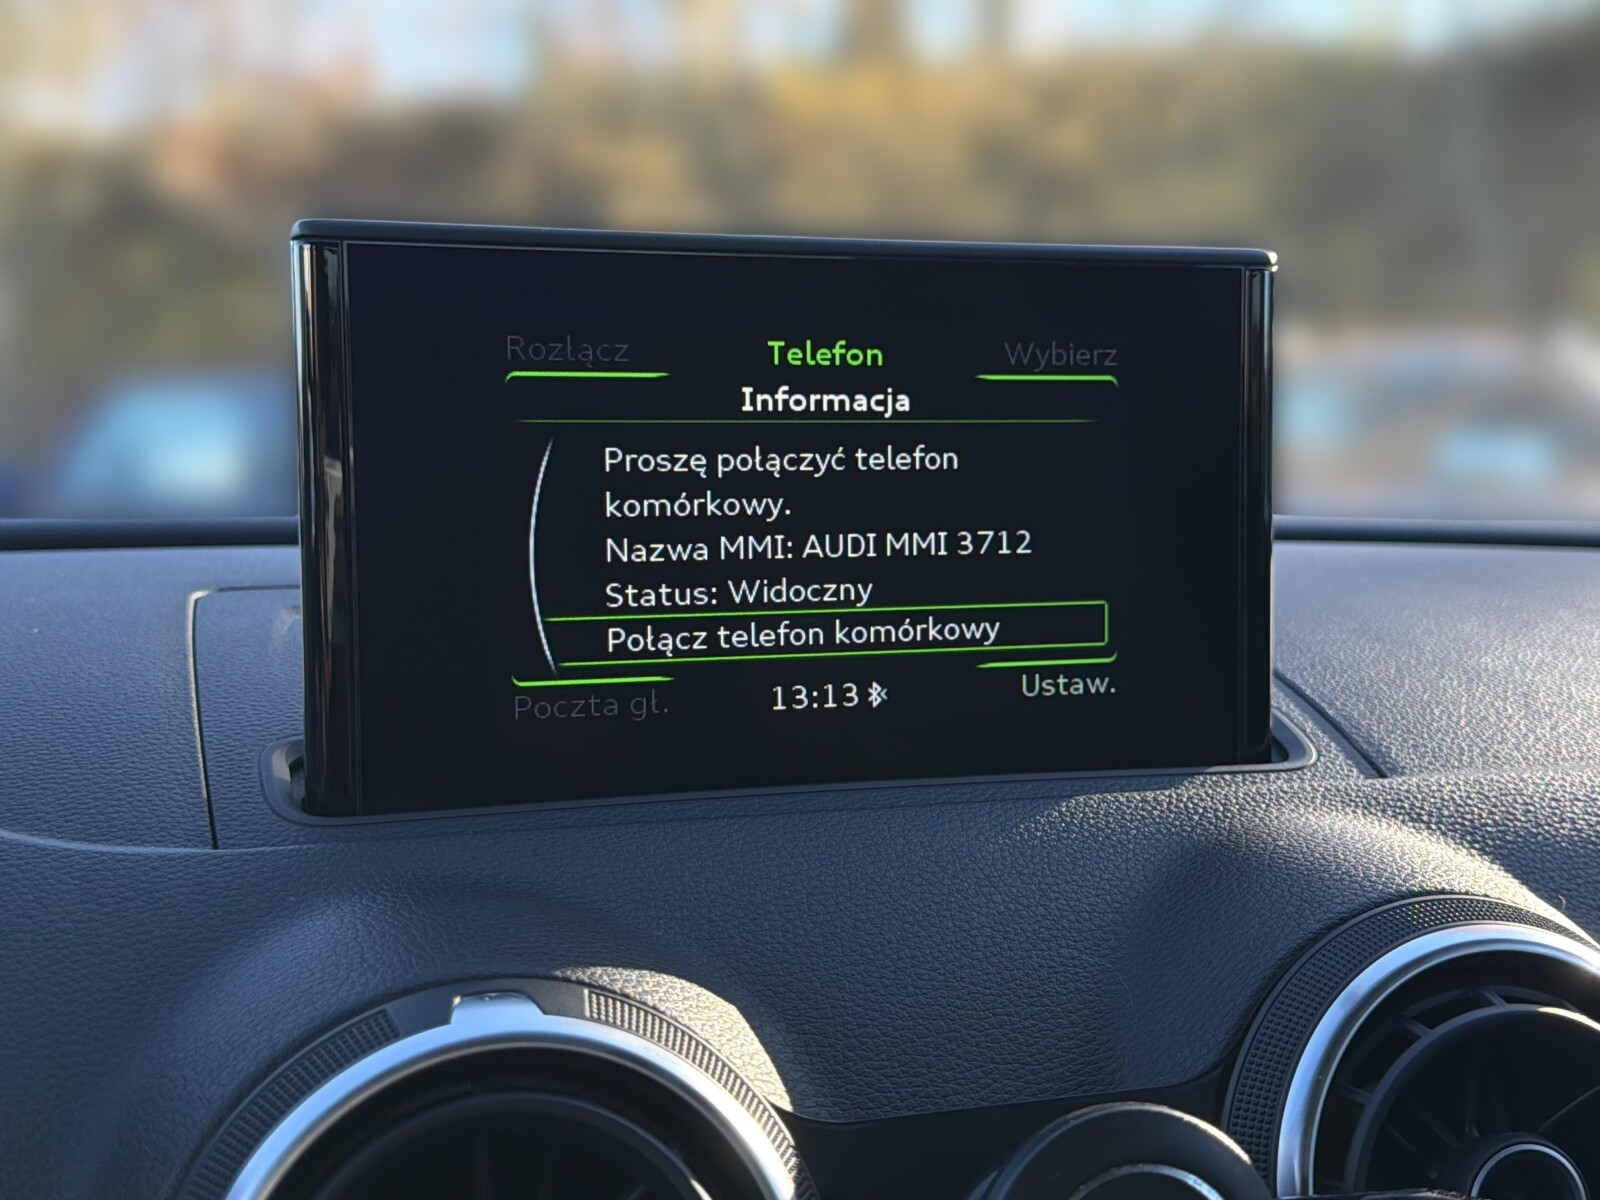 Rozłącz
Telefon
Wybierz
Informacja
Proszę połączyć telefon
komórkowy.
Nazwa MMI: AUDI MMI 3712
Status: Widoczny
Połącz telefon komórkowy
Poczta gł.
13:13
Ustaw.